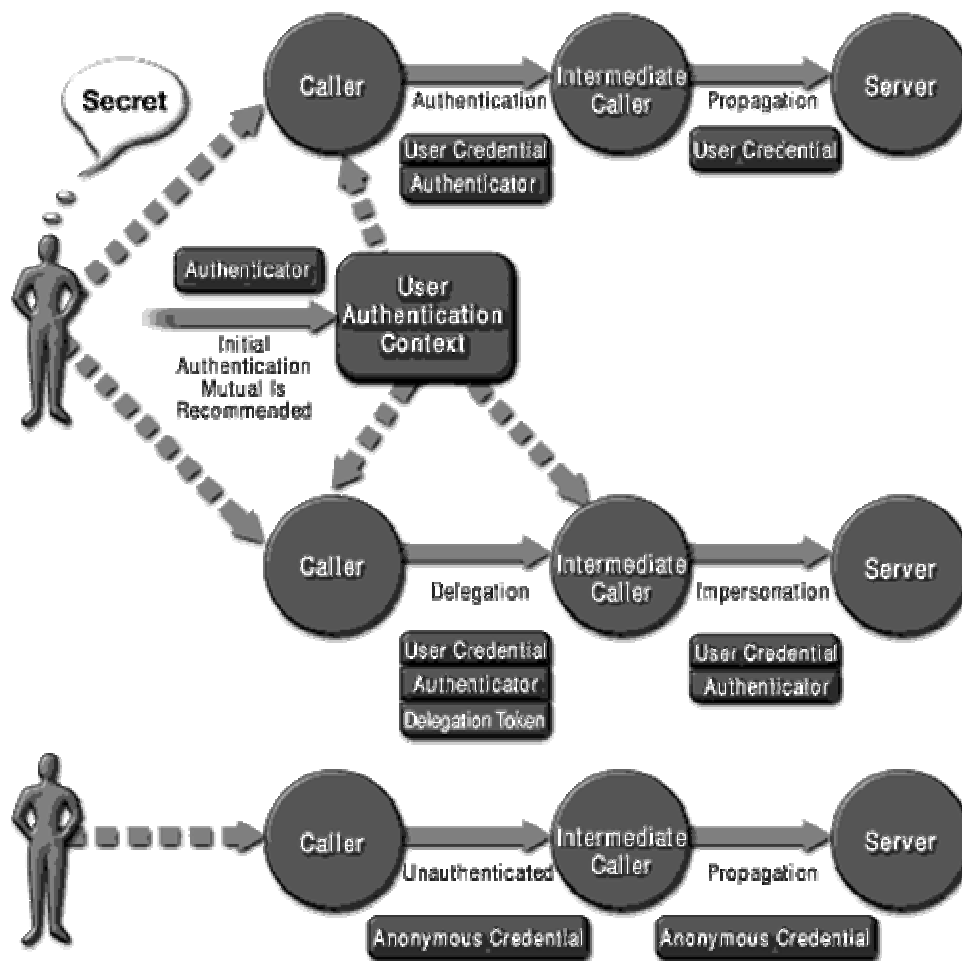 Secret
Caller
Authentication
Intermediate
Caller
Propagation
Server
User Credential
Authenticator
User Credential
Authenticator
Initial
Authentication
Mutual Is
Recommeaded
User
Authentication
Context
Caller
Delegation
Intermediate
Caller
Impersonation
Server
User Credential
Authenticator
Delegation Token
User Credential
Authenticator
Caller
Unauthenticated
Intermediate
Caller
Propagation
Server
Anonymous Credential
Anonymous Credential